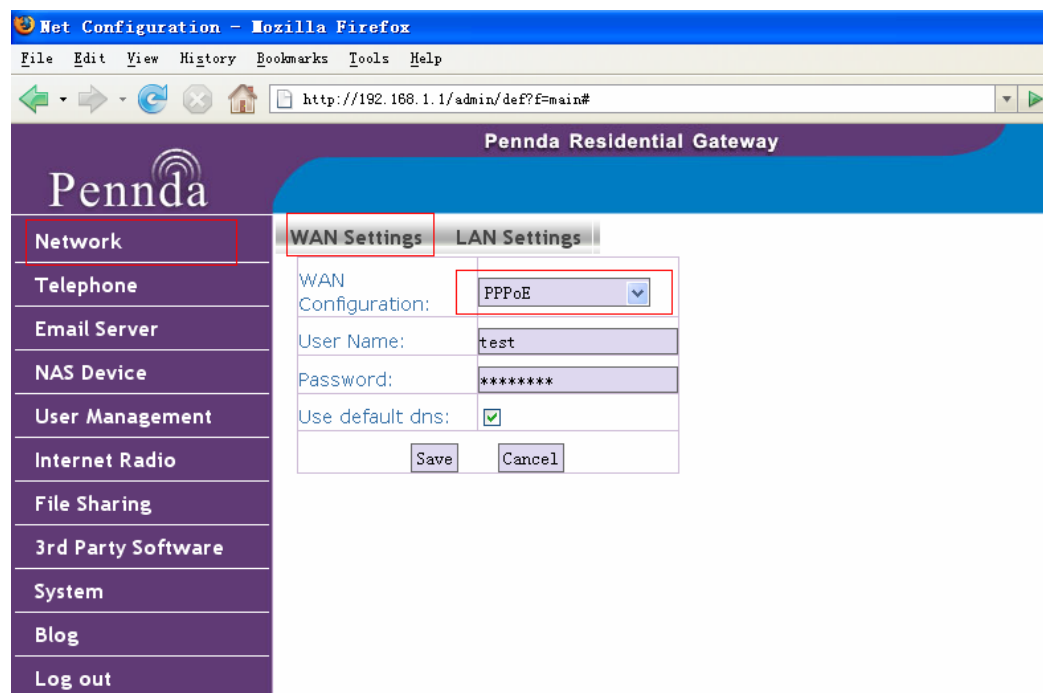 Net Configuration - Mozilla Firefox
File Edit View History Bookmarks Tools Help
http://192.168.1.1/admin/def?f=main#
Pennda Residential Gateway
Pennda
Network
Telephone
Email Server
NAS Device
User Management
Internet Radio
File Sharing
3rd Party Software
System
Blog
Log out
WAN Settings LAN Settings
WAN
Configuration: PPPoE
User Name: test
Password: ********
Use default dns:
Save Cancel